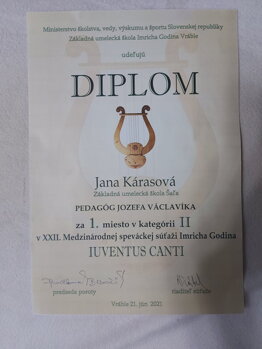 Ministerstvo školstva, vedy, výskumu a športu Slovenskej republiky
Základná umelecká škola Imricha Godina Vráble
udeľujú
DIPLOM
Jana Kárasová
Základná umelecká škola Šaľa
PEDAGÓG JOZEFA VÁCLAVIKA
za 1. miesto v kategórii II
v XXII. Medzinárodnej speváckej súťaži Imricha Godina
IUVENTUS CANTI
predseda poroty
riaditeľ súťaže
Vráble 21. jún. 2021